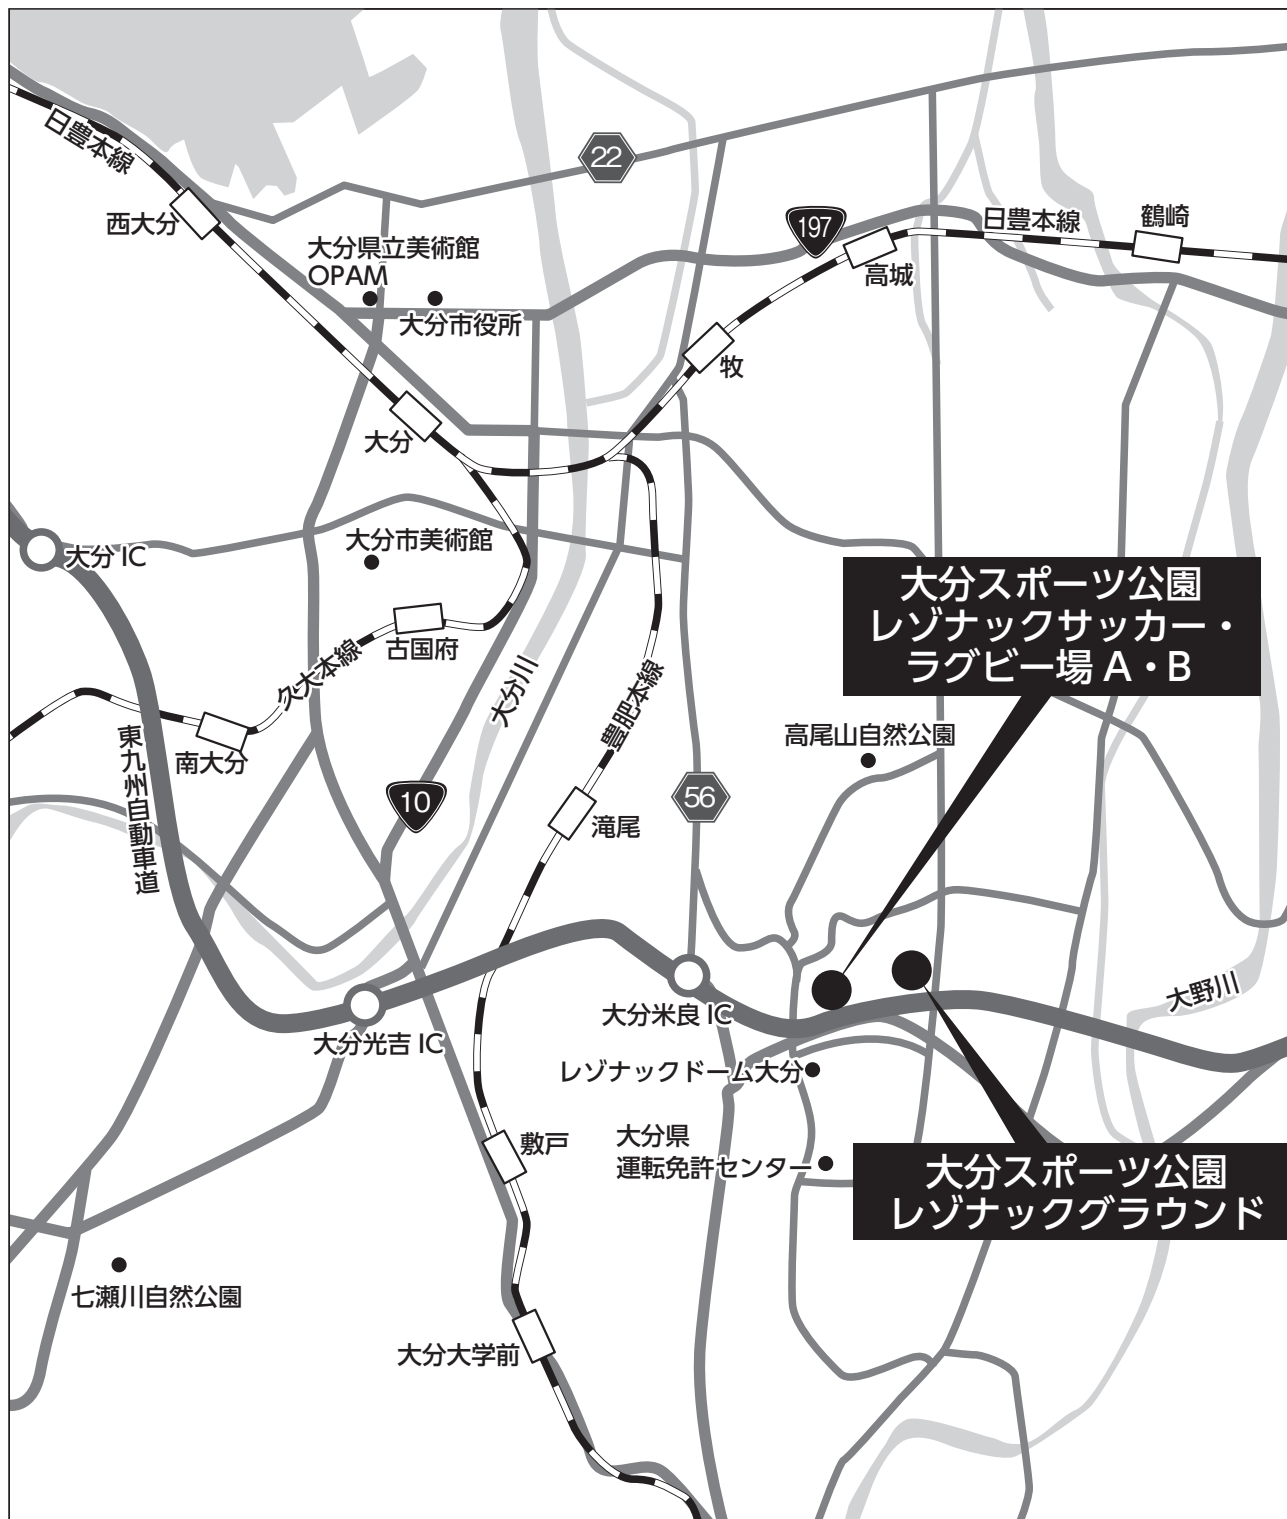 日豊本線
22
西大分
大分県立美術館
OPAM
197
日豊本線
鶴崎
高城
大分市役所
牧
大分
大分 IC
大分市美術館
大分スポーツ公園
レゾナックサッカー・
ラグビー場 A・B
古国府
久大本線
大分川
豊肥本線
南大分
東九州自動車道
高尾山自然公園
10
56
滝尾
大野川
大分米良 IC
大分光吉 IC
レゾナックドーム大分
敷戸
大分県
運転免許センター
大分スポーツ公園
レゾナックグラウンド
七瀬川自然公園
大分大学前